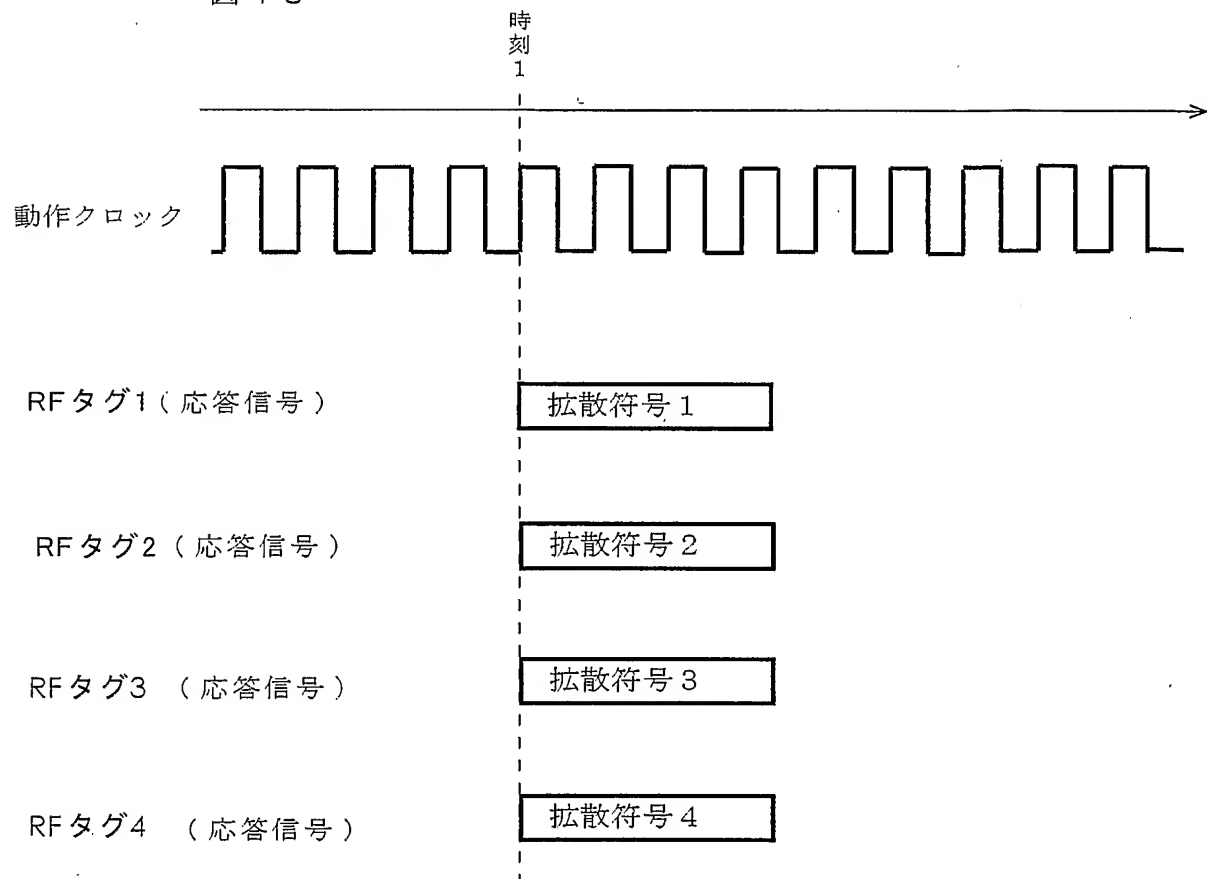 時刻1
動作クロック
RFタグ1（応答信号）
拡散符号1
RFタグ2（応答信号）
拡散符号2
RFタグ3（応答信号）
拡散符号3
RFタグ4（応答信号）
拡散符号4